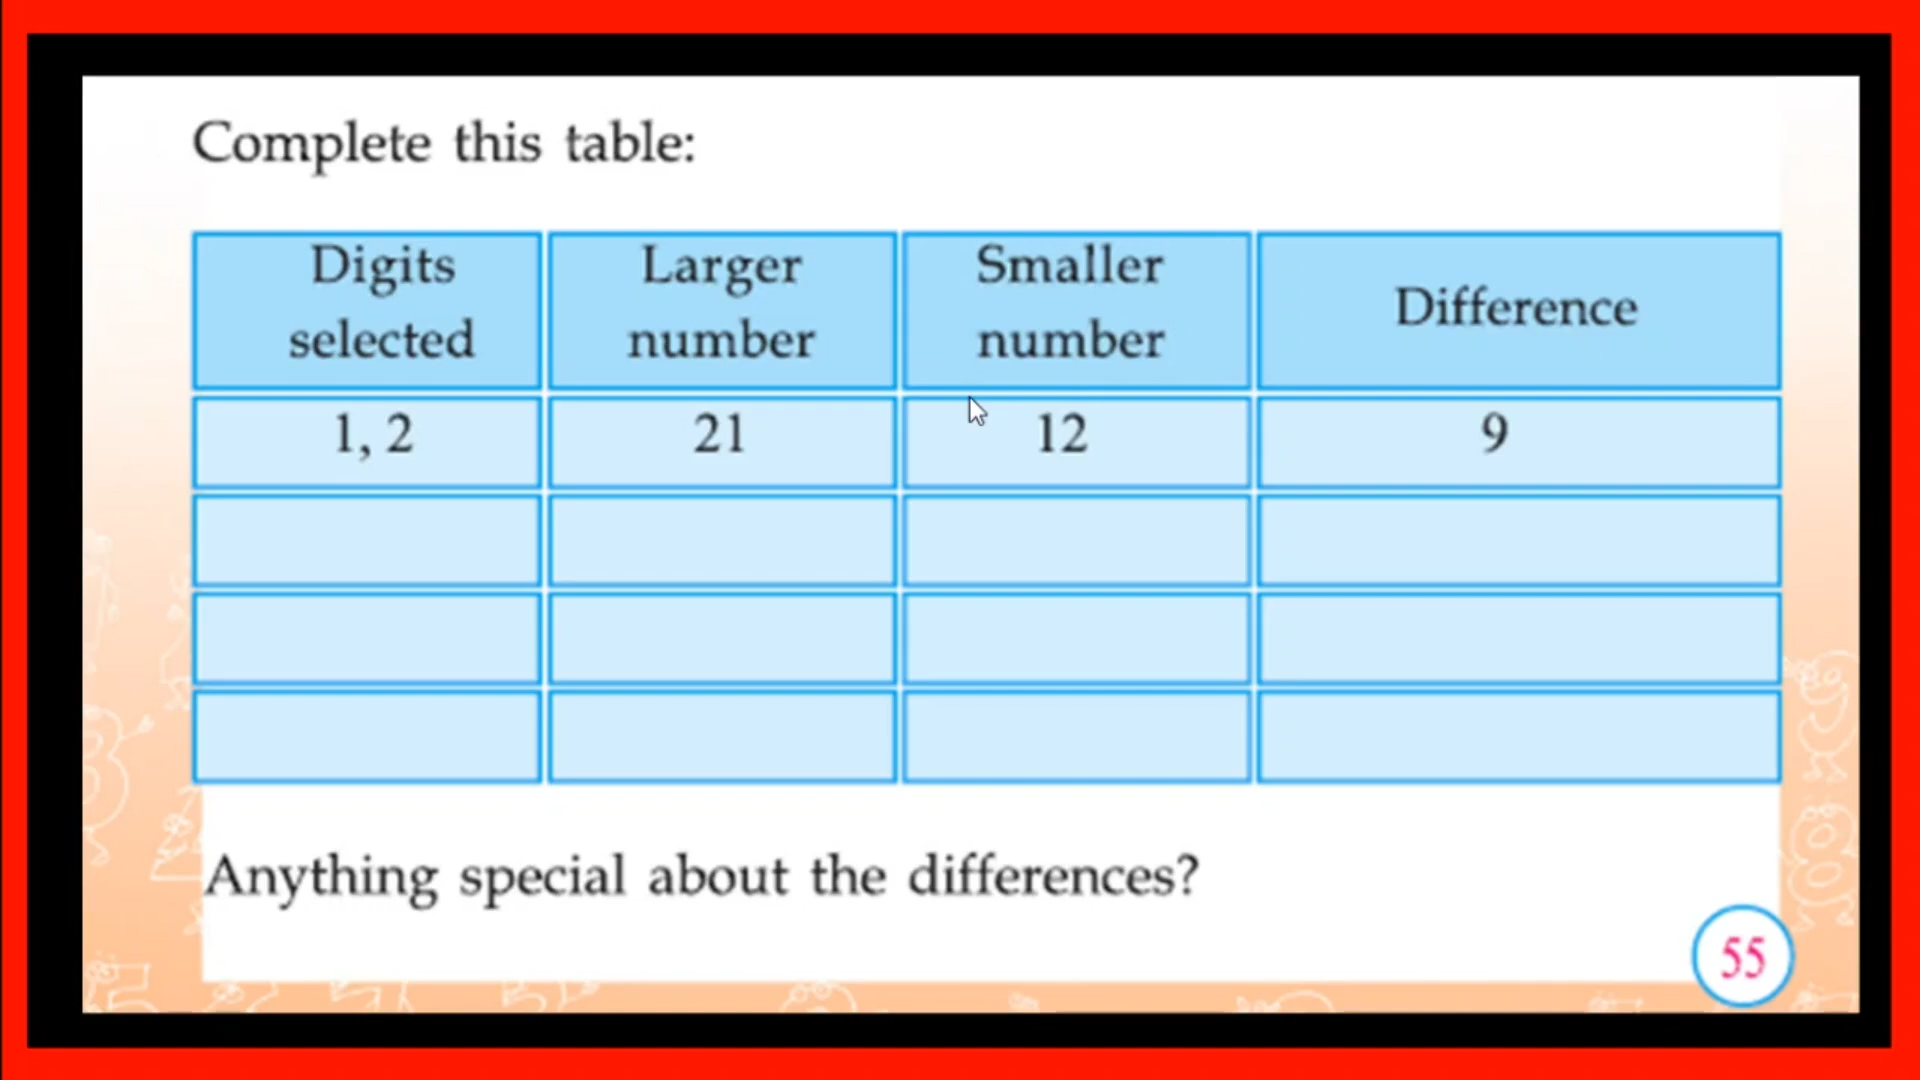 Complete this table:
Digits selected Larger number Smaller number Difference
1, 2 21 12 9
Anything special about the differences?
55